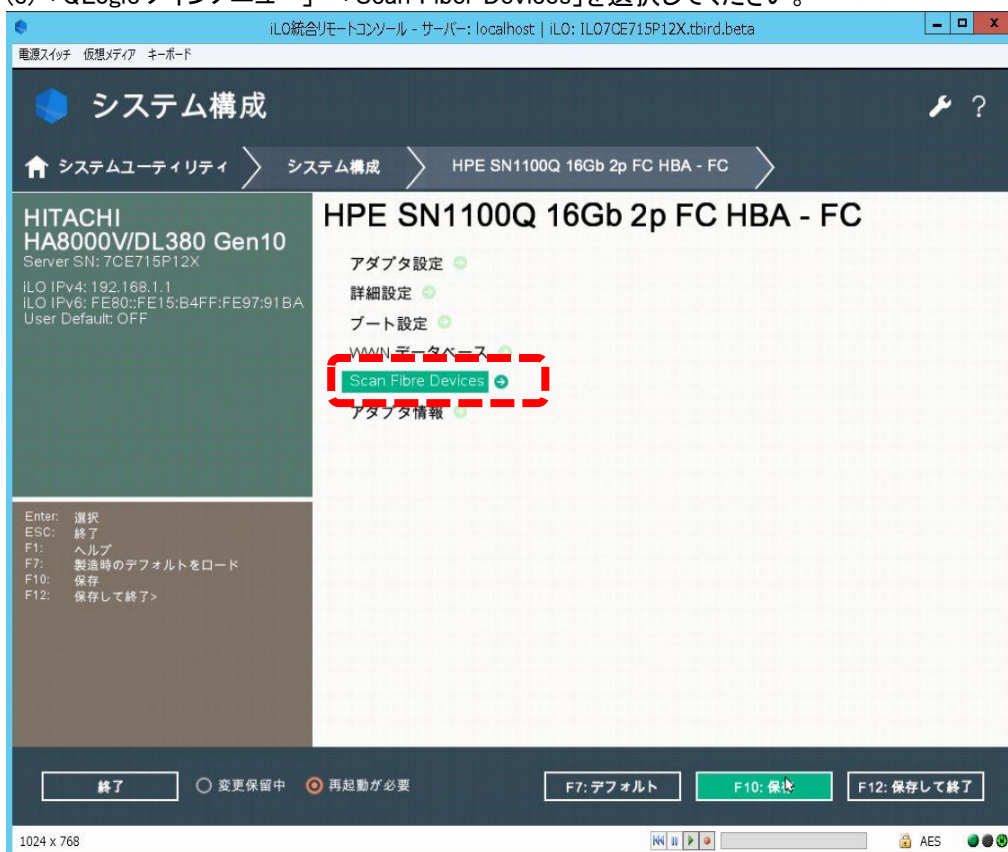 iLO統合リモートコンソール - サーバー: localhost | iLO: ILO7CE715P12X.tbird.beta
電源スイッチ 仮想メディア キーボード
システム構成
?
システムユーティリティ
システム構成
HPE SN1100Q 16Gb 2p FC HBA - FC
HITACHI
HA8000V/DL380 Gen10
Server SN: 7CE715P12X
iLO IPv4: 192.168.1.1
iLO IPv6: FE80::FE15:B4FF:FE97:91BA
User Default: OFF
HPE SN1100Q 16Gb 2p FC HBA - FC
アダプタ設定
詳細設定
ブート設定
WWN データベース
Scan Fibre Devices
アダプタ情報
Enter: 選択
ESC: 終了
F1: ヘルプ
F7: 製造時のデフォルトをロード
F10: 保存
F12: 保存して終了>
終了
変更保留中
再起動が必要
F7: デフォルト
F10: 保存
F12: 保存して終了
1024 x 768
AES